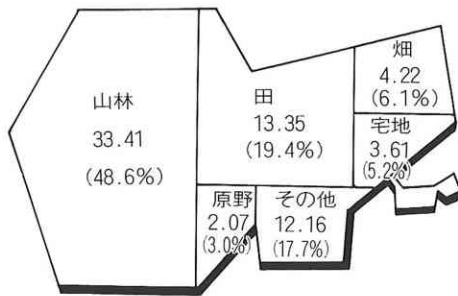 山林
33.41
(48.6%)
田
13.35
(19.4%)
畑
4.22
(6.1%)
宅地
3.61
(5.2%)
原野
2.07
(3.0%)
その他
12.16
(17.7%)